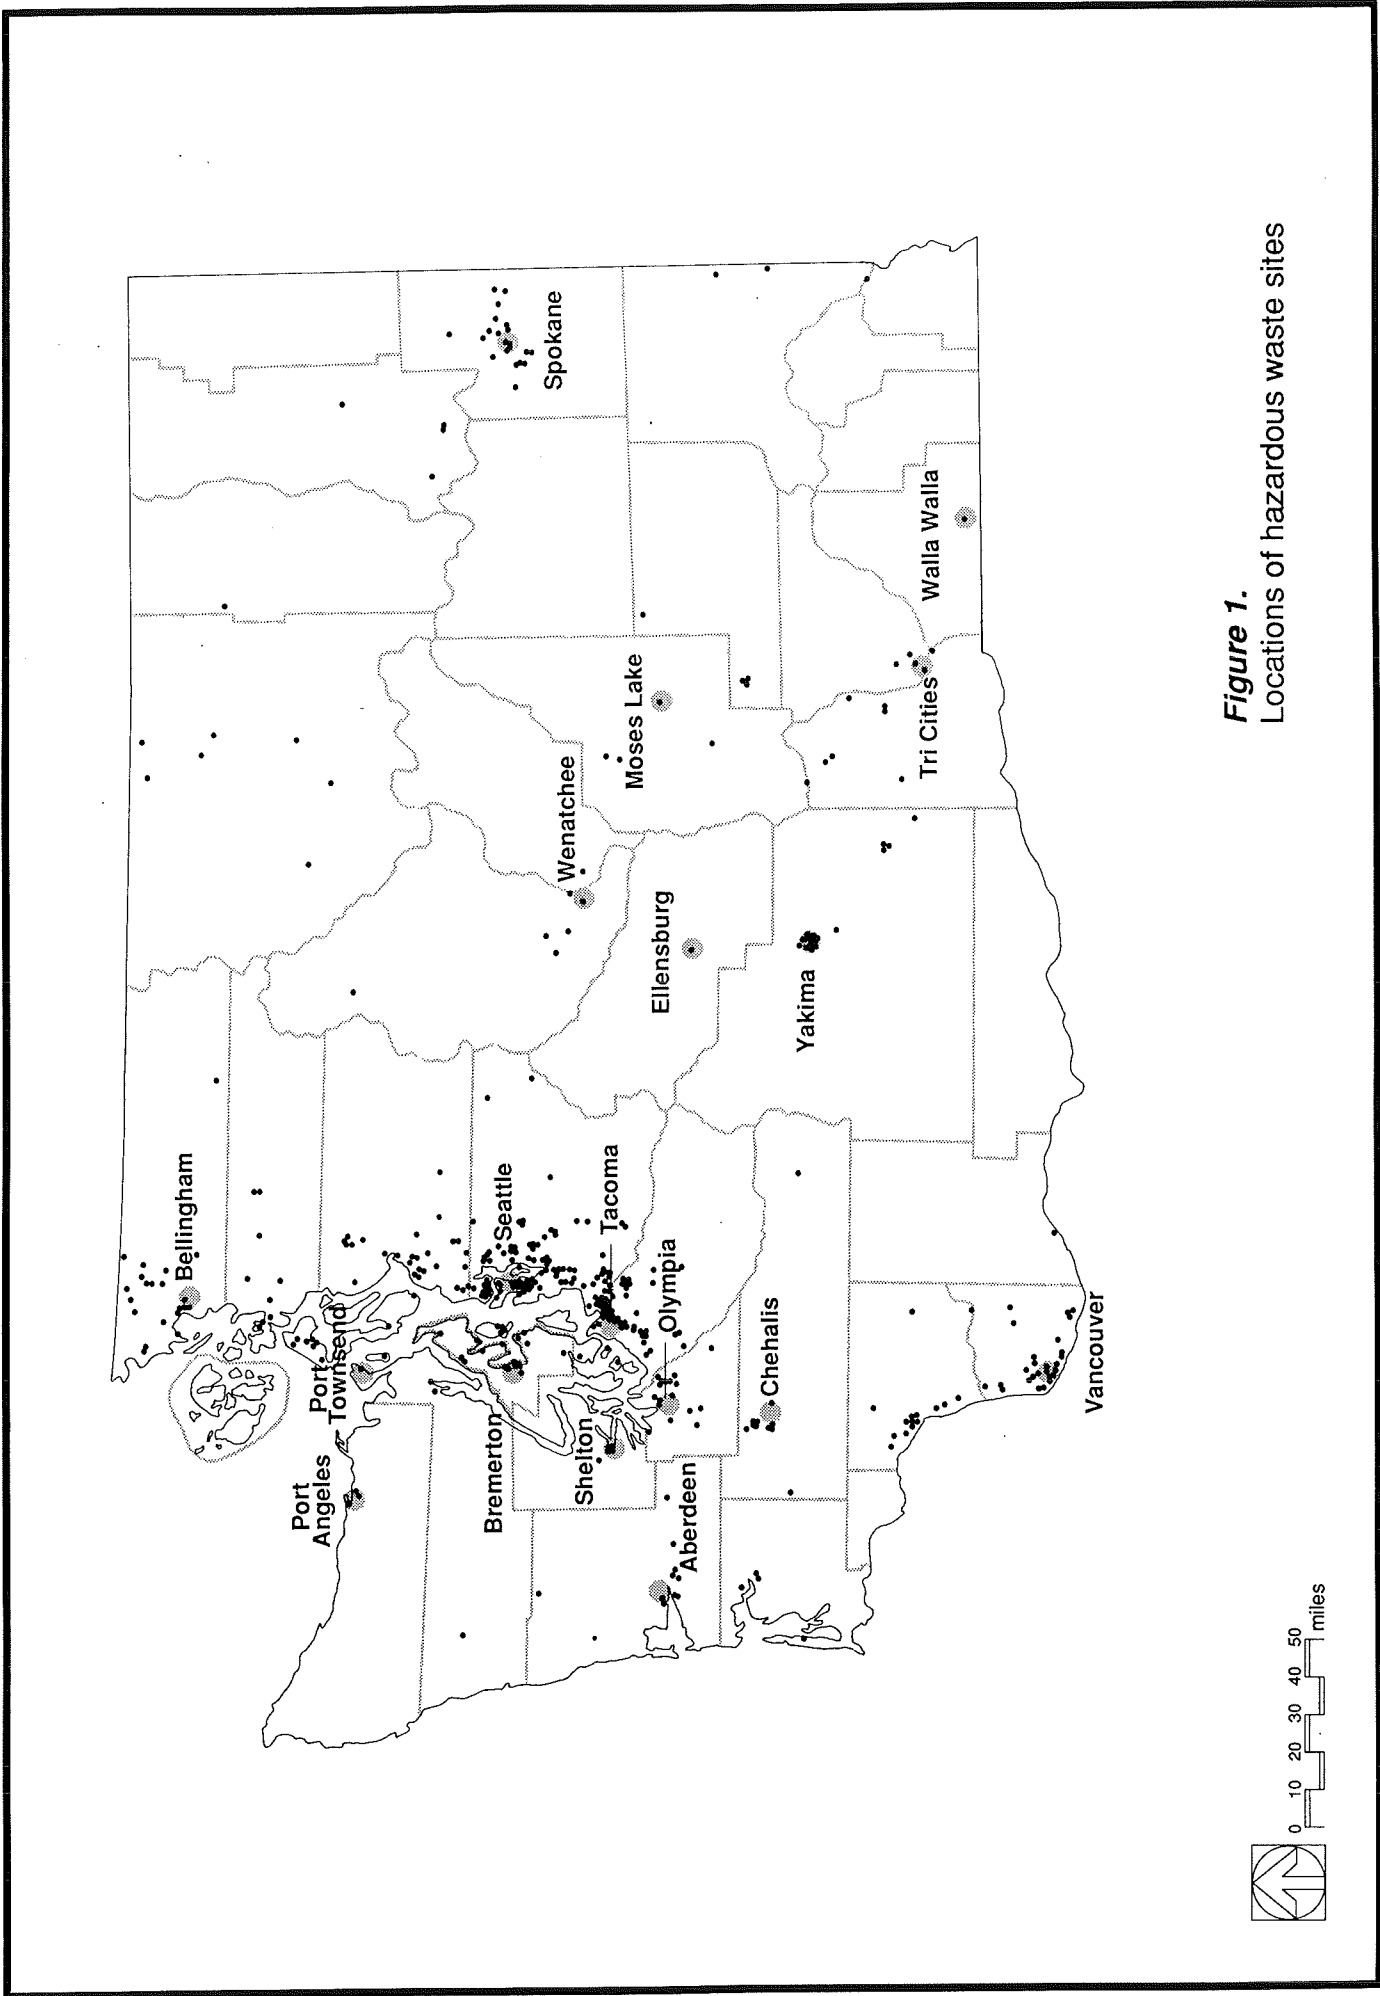 Bellingham
Port
Townsend
Port
Angeles
Seattle
Bremerton
Tacoma
Shelton
Olympia
Aberdeen
Chehalis
Vancouver
Wenatchee
Ellensburg
Yakima
Moses Lake
Spokane
Tri Cities
Walla Walla
0 10 20 30 40 50
miles
Figure 1.
Locations of hazardous waste sites